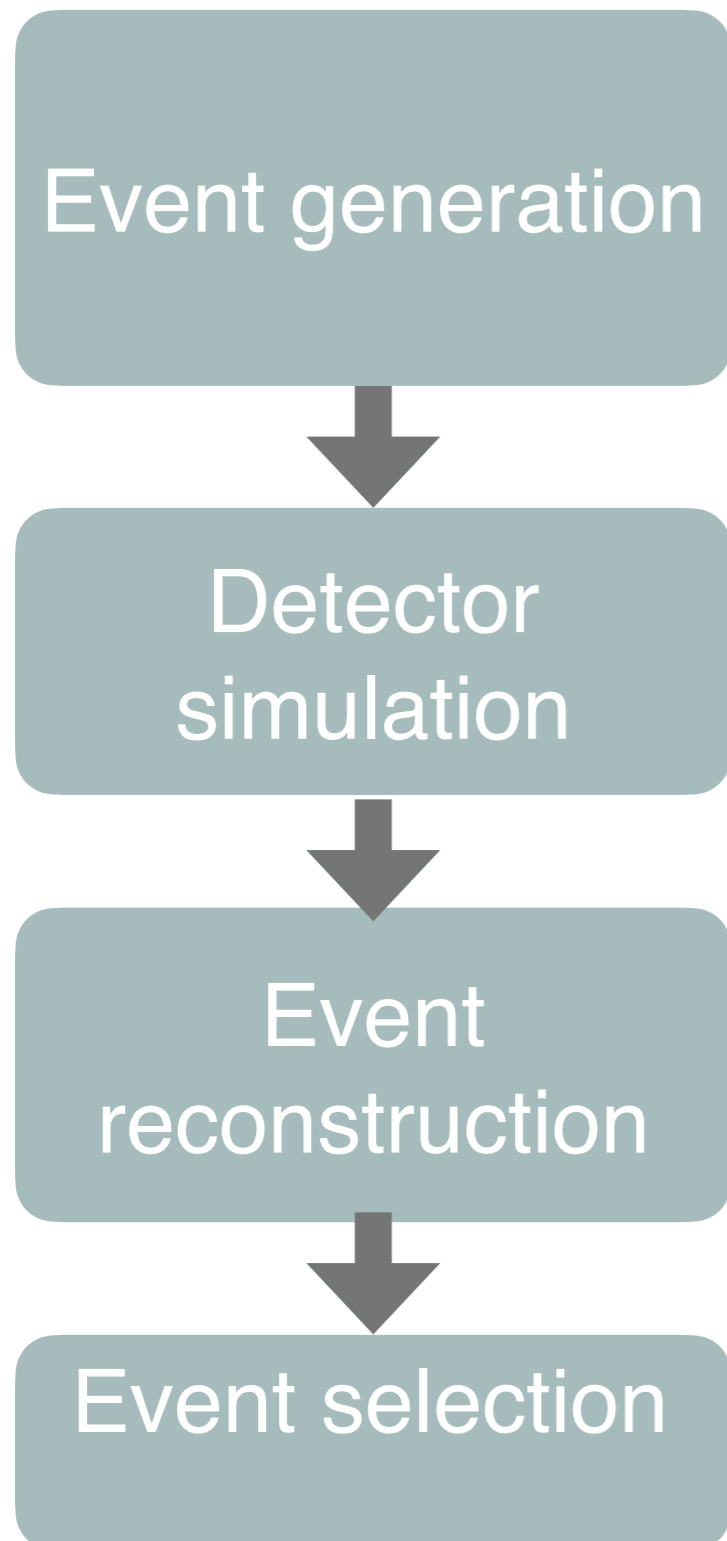 Event generation
Detector
simulation
Event
reconstruction
Event selection